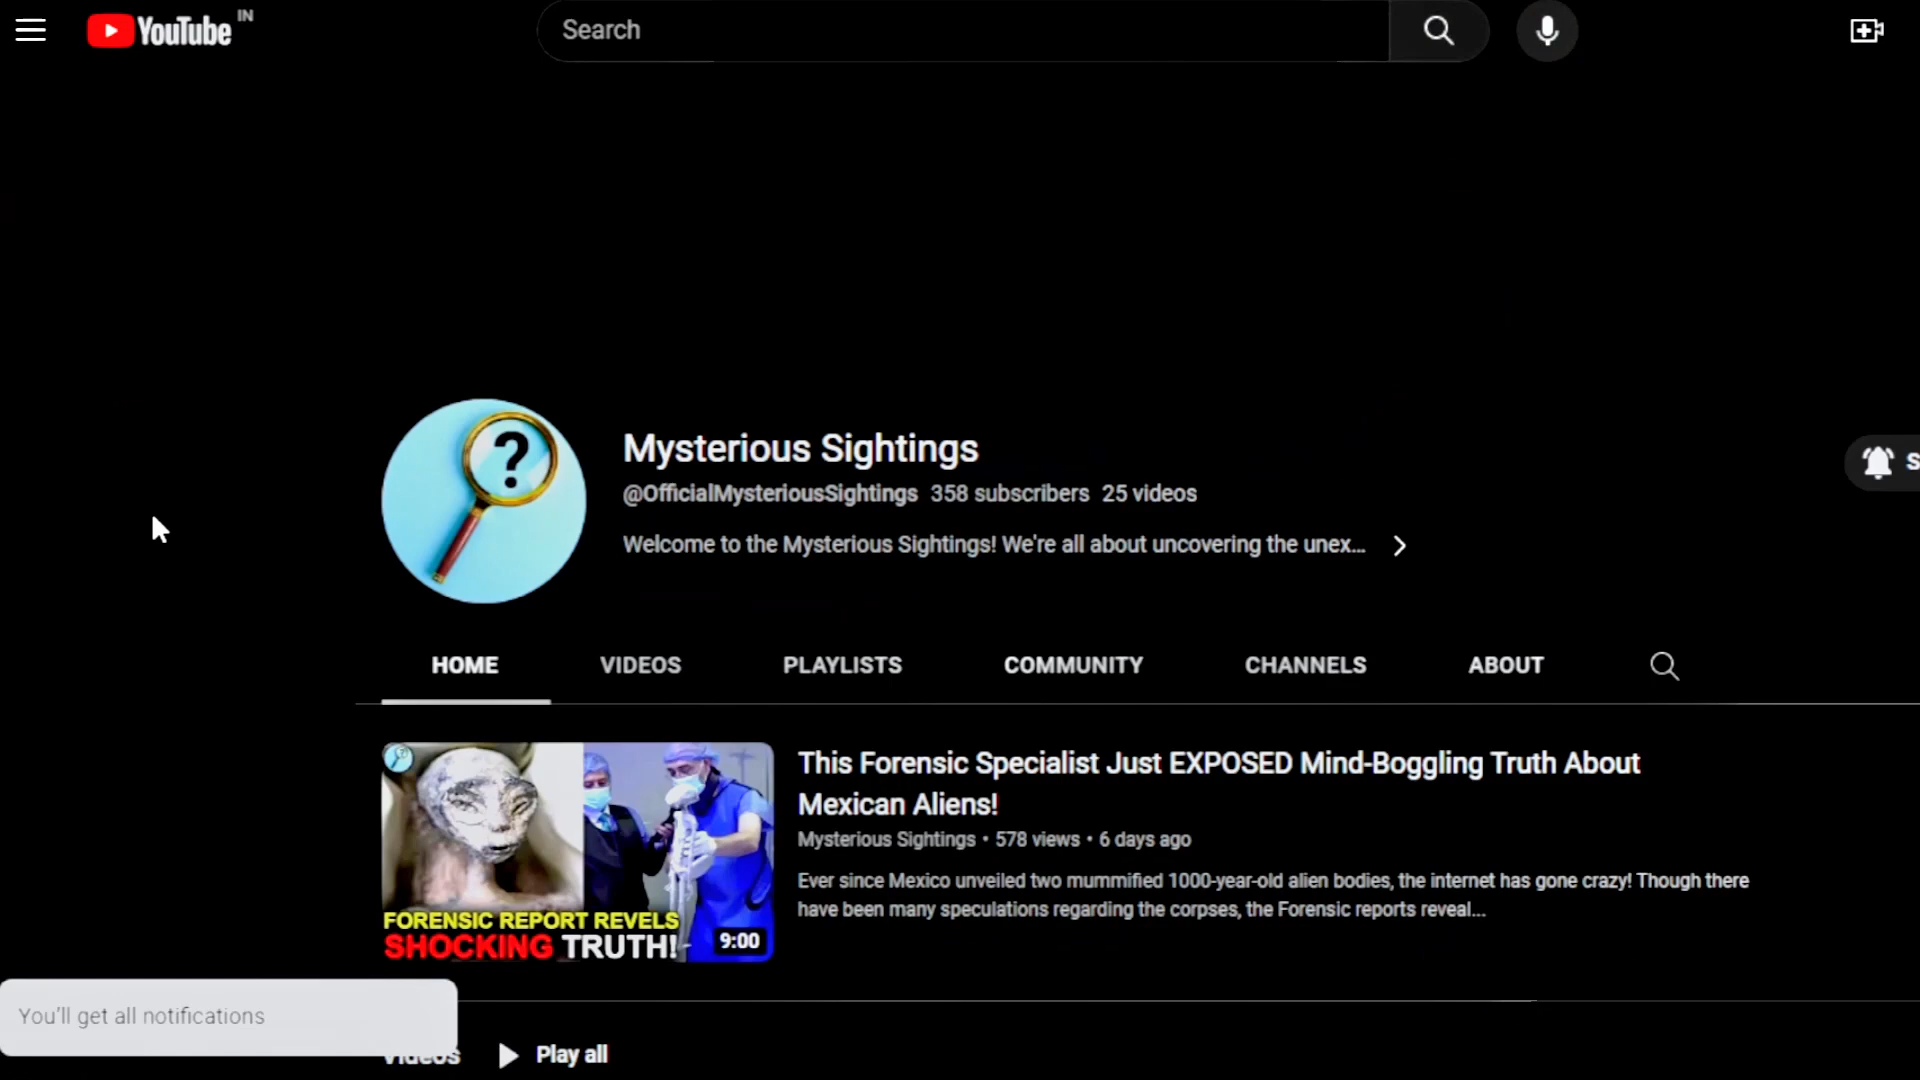 YouTube IN
Search
Mysterious Sightings
@OfficialMysteriousSightings 358 subscribers 25 videos
Welcome to the Mysterious Sightings! We're all about uncovering the unex...
HOME VIDEOS PLAYLISTS COMMUNITY CHANNELS ABOUT
This Forensic Specialist Just EXPOSED Mind-Boggling Truth About
Mexican Aliens!
Mysterious Sightings • 578 views • 6 days ago
Ever since Mexico unveiled two mummified 1000-year-old alien bodies, the internet has gone crazy! Though there
have been many speculations regarding the corpses, the Forensic reports reveal...
FORENSIC REPORT REVELS
SHOCKING TRUTH!
9:00
You'll get all notifications
Videos Play all